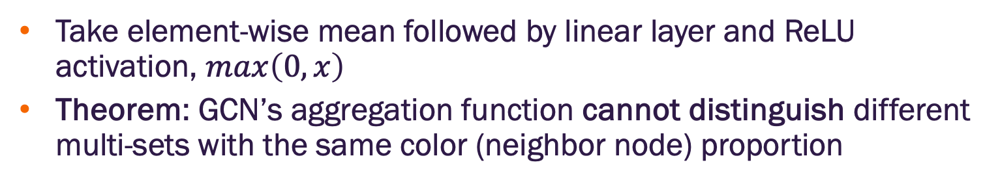 • Take element-wise mean followed by linear layer and ReLU
activation, max(0, x)
• Theorem: GCN’s aggregation function cannot distinguish different
multi-sets with the same color (neighbor node) proportion